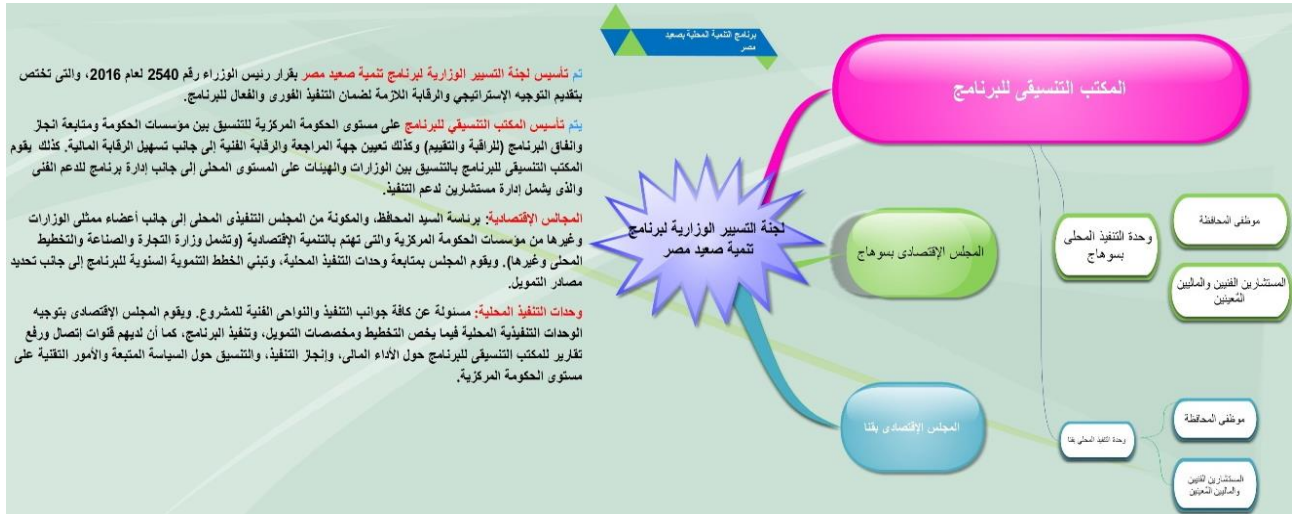 برنامج التنمية المحلية بصعيد
مصر
المكتب التنسيقى للبرنامج
لجنة التسيير الوزارية لبرنامج
تنمية صعيد مصر
المجلس الإقتصادى بسوهاج
وحدة التنفيذ المحلى
بسوهاج
موظفى المحافظة
المستشارين الفنيين والماليين
المُعينين
المجلس الإقتصادى بقنا
وحدة التنفيذ المحلي بقنا
موظفى المحافظة
المستشارين الفنيين
والماليين المُعينين
تم تأسيس لجنة التسيير الوزارية لبرنامج تنمية صعيد مصر بقرار رئيس الوزراء رقم 2540 لعام 2016، والتى تختص
بتقديم التوجيه الإستراتيجي والرقابة اللازمة لضمان التنفيذ الفورى والفعال للبرنامج.
يتم تأسيس المكتب التنسيقي للبرنامج على مستوى الحكومة المركزية للتنسيق بين مؤسسات الحكومة ومتابعة انجاز
وانفاق البرنامج (للراقبة والتقييم) وكذلك تعيين جهة المراجعة والرقابة الفنية إلى جانب تسهيل الرقابة المالية. كذلك يقوم
المكتب التنسيقى للبرنامج بالتنسيق بين الوزارات والهيئات على المستوى المحلى إلى جانب إدارة برنامج للدعم الفنى
والذى يشمل إدارة مستشارين لدعم التنفيذ.
المجالس الإقتصادية: برئاسة السيد المحافظ، والمكونة من المجلس التنفيذى المحلى إلى جانب أعضاء ممثلى الوزارات
وغيرها من مؤسسات الحكومة المركزية والتى تهتم بالتنمية الإقتصادية (وتشمل وزارة التجارة والصناعة والتخطيط
المحلى وغيرها). ويقوم المجلس بمتابعة وحدات التنفيذ المحلية، وتبني الخطط التنموية السنوية للبرنامج إلى جانب تحديد
مصادر التمويل.
وحدات التنفيذ المحلية: مسئولة عن كافة جوانب التنفيذ والنواحى الفنية للمشروع. ويقوم المجلس الإقتصادى بتوجيه
الوحدات التنفيذية المحلية فيما يخص التخطيط ومخصصات التمويل، وتنفيذ البرنامج، كما أن لديهم قنوات إتصال ورفع
تقارير للمكتب التنسيقى للبرنامج حول الأداء المالى، وإنجاز التنفيذ، والتنسيق حول السياسة المتبعة والأمور التقنية على
مستوى الحكومة المركزية.